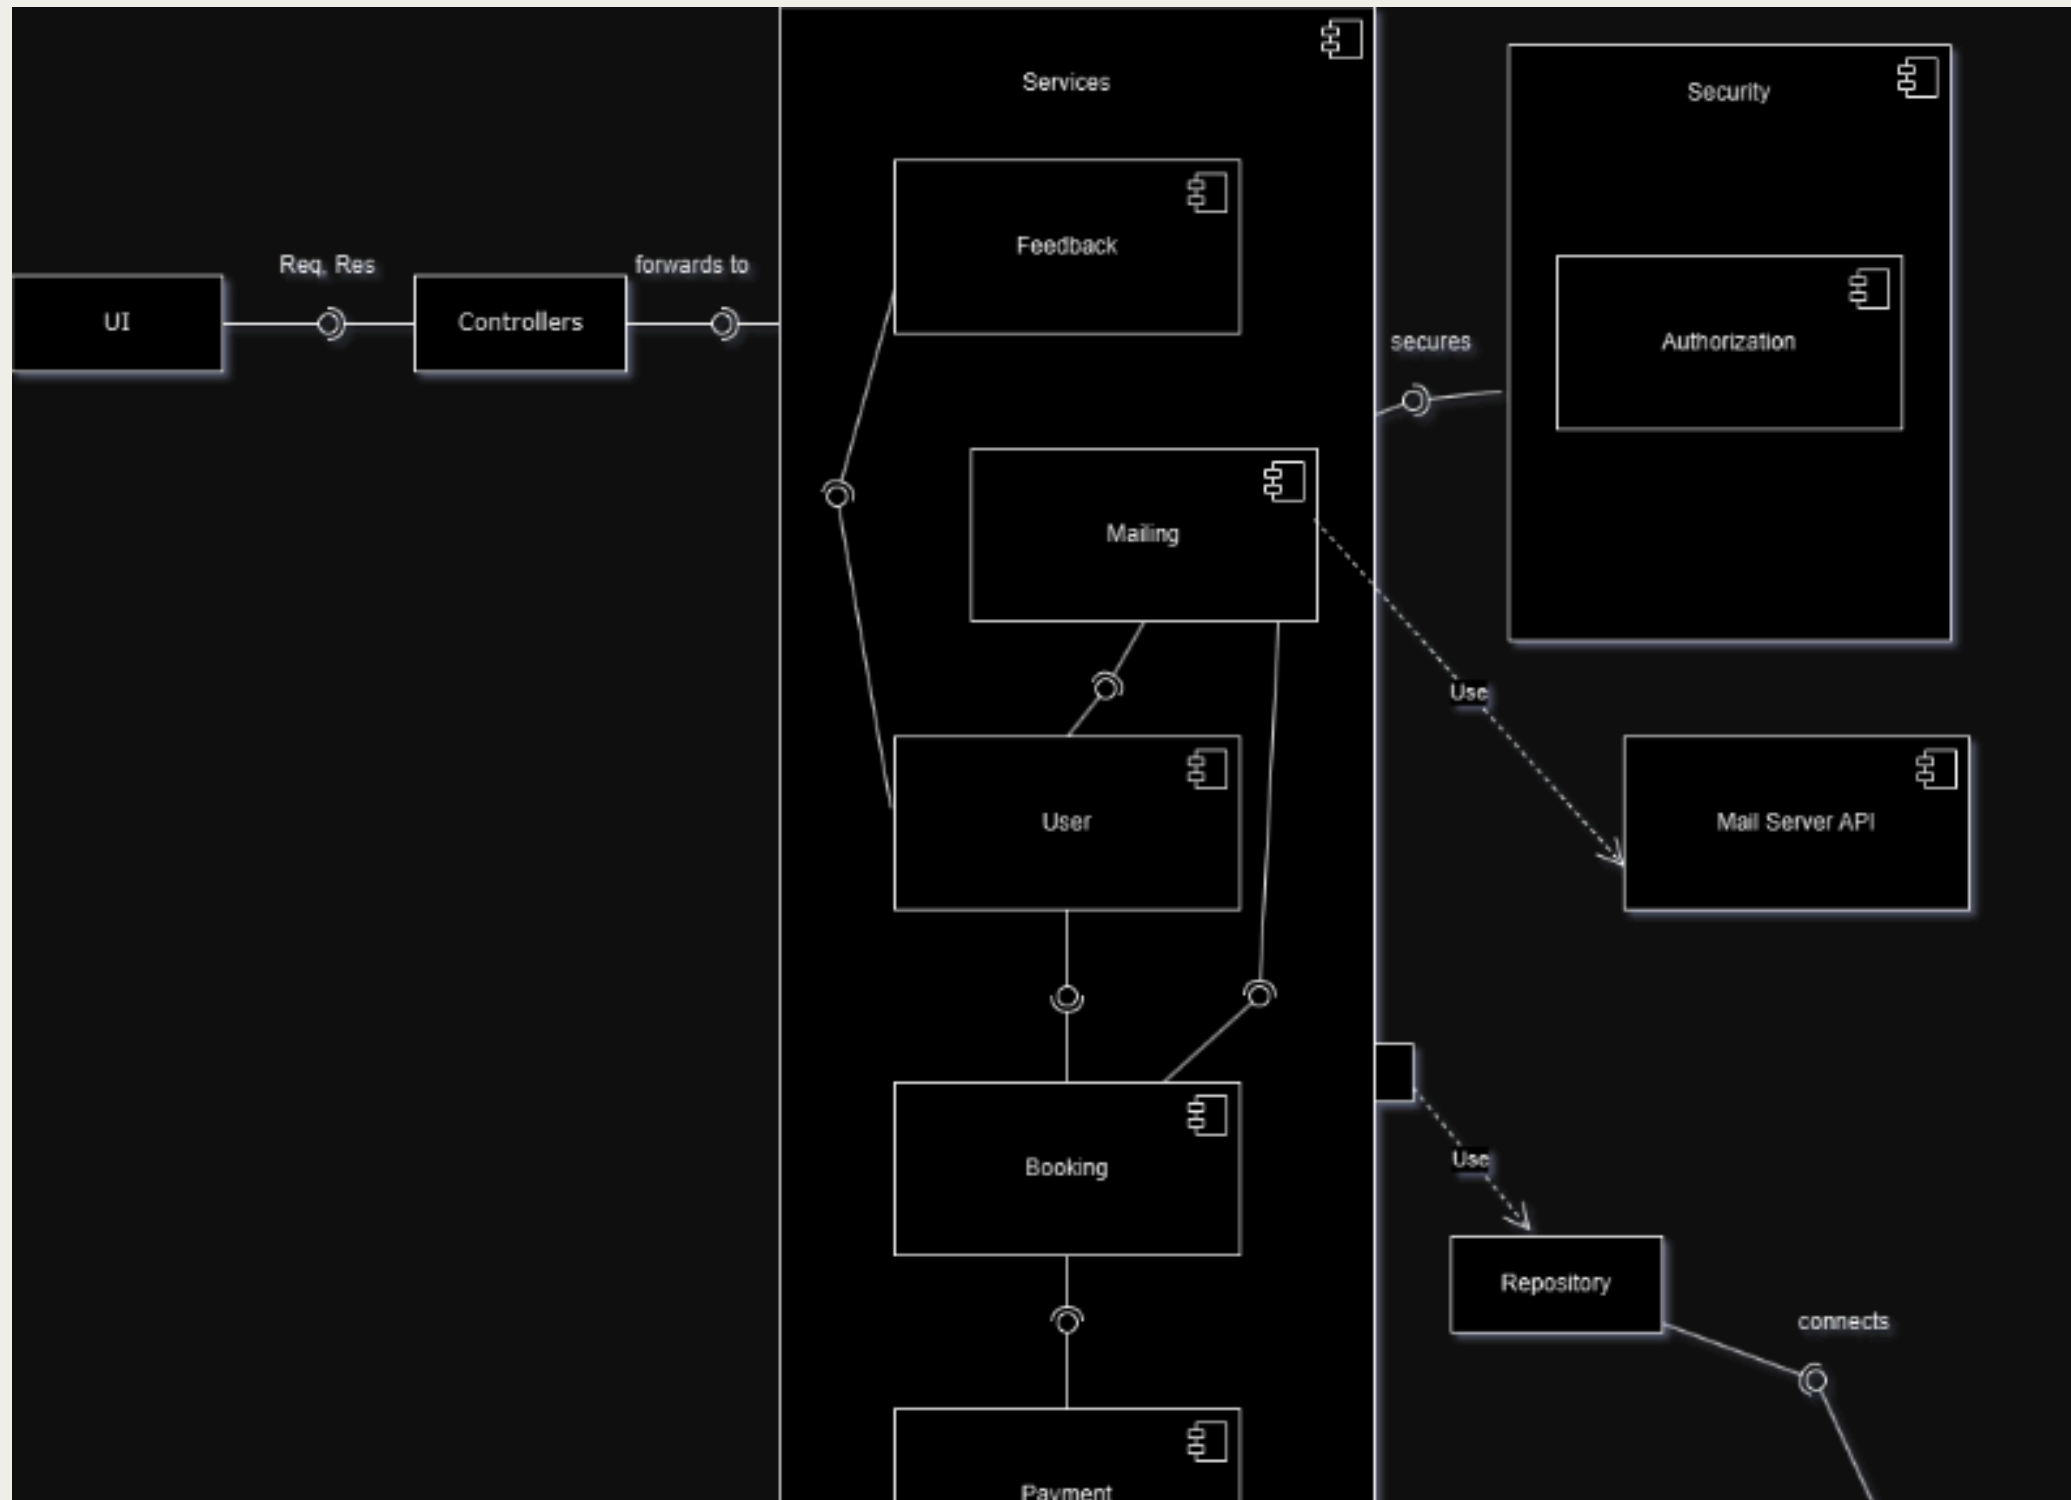 Services
Security
Feedback
Req, Res
forwards to
UI
Controllers
secures
Authorization
Mailing
Use
User
Mail Server API
Booking
Use
Repository
connects
Payment